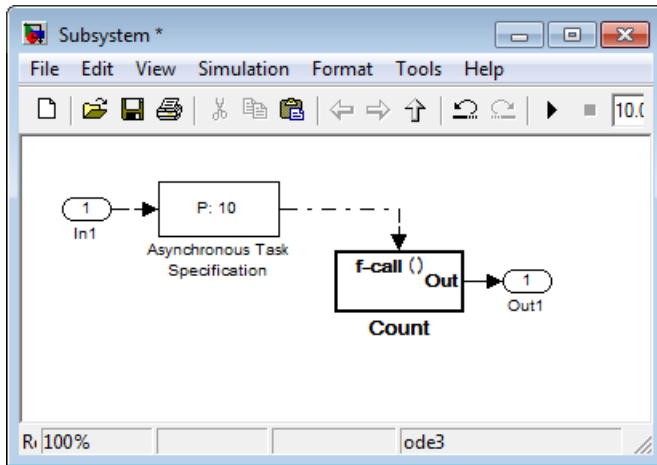 Subsystem *
File Edit View Simulation Format Tools Help
10.0
1
In1
P: 10
Asynchronous Task
Specification
f-call ()
Out
Count
1
Out1
100%
ode3